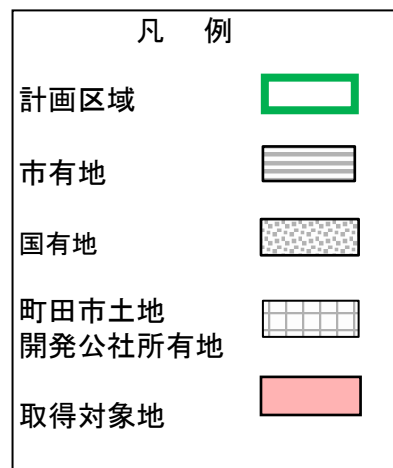 凡 例
計画区域
市有地
国有地
町田市土地
開発公社所有地
取得対象地